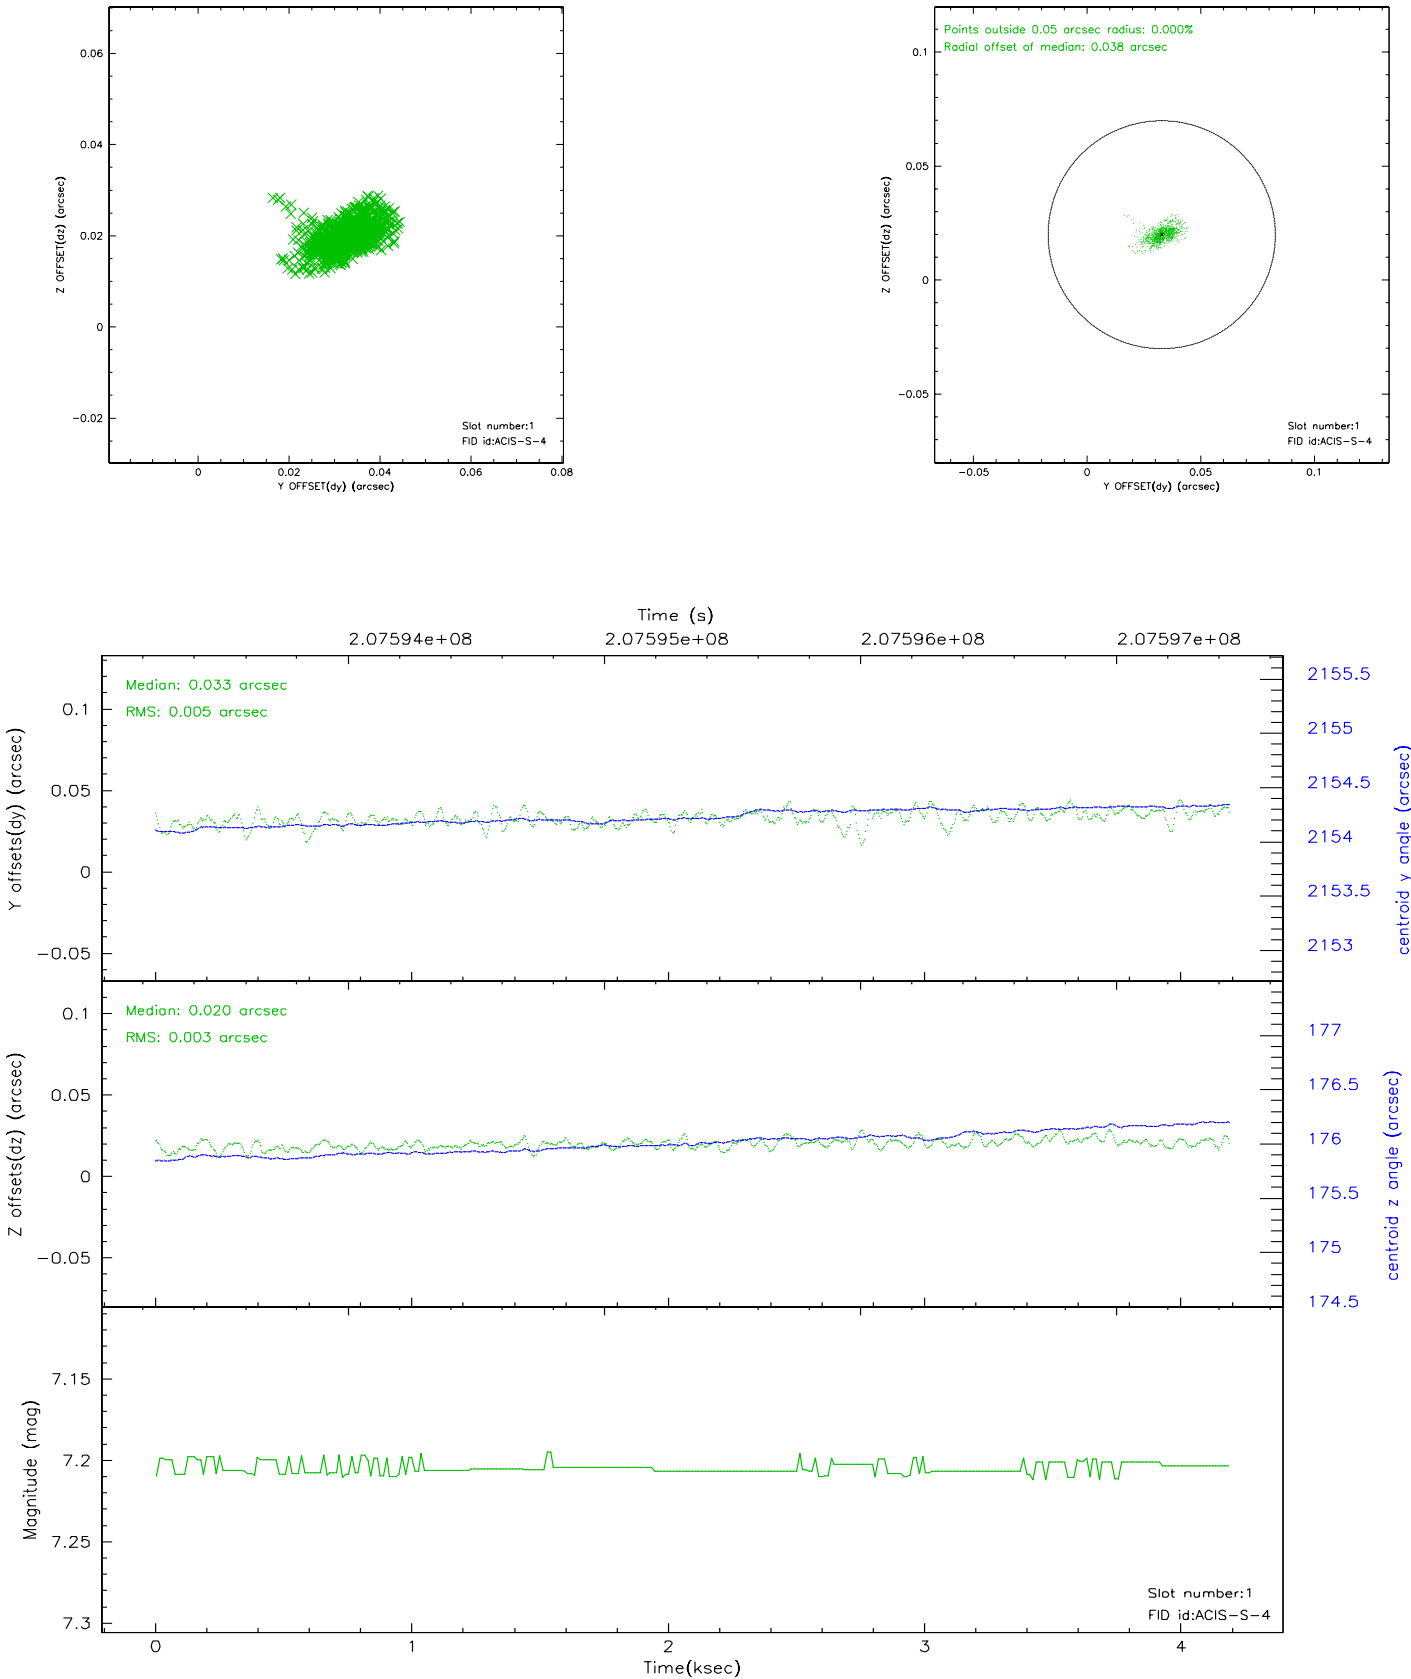 0.06
0.04
0.02
0
−0.02
Z OFFSET(dz) (arcsec)
Slot number:1
FID id:ACIS−S−4
0
0.02
0.04
0.06
0.08
Y OFFSET(dy) (arcsec)
Points outside 0.05 arcsec radius: 0.000%
Radial offset of median: 0.038 arcsec
0.1
0.05
0
−0.05
Z OFFSET(dz) (arcsec)
Slot number:1
FID id:ACIS−S−4
−0.05
0
0.05
0.1
Y OFFSET(dy) (arcsec)
Time (s)
2.07594e+08
2.07595e+08
2.07596e+08
2.07597e+08
Median: 0.033 arcsec
RMS: 0.005 arcsec
0.1
0.05
0
−0.05
Y offsets(dy) (arcsec)
2155.5
2155
2154.5
2154
2153.5
2153
centroid y angle (arcsec)
Median: 0.020 arcsec
RMS: 0.003 arcsec
0.1
0.05
0
−0.05
Z offsets(dz) (arcsec)
177
176.5
176
175.5
175
174.5
centroid z angle (arcsec)
7.15
7.2
7.25
7.3
Magnitude (mag)
Slot number:1
FID id:ACIS−S−4
0
1
2
3
4
Time(ksec)